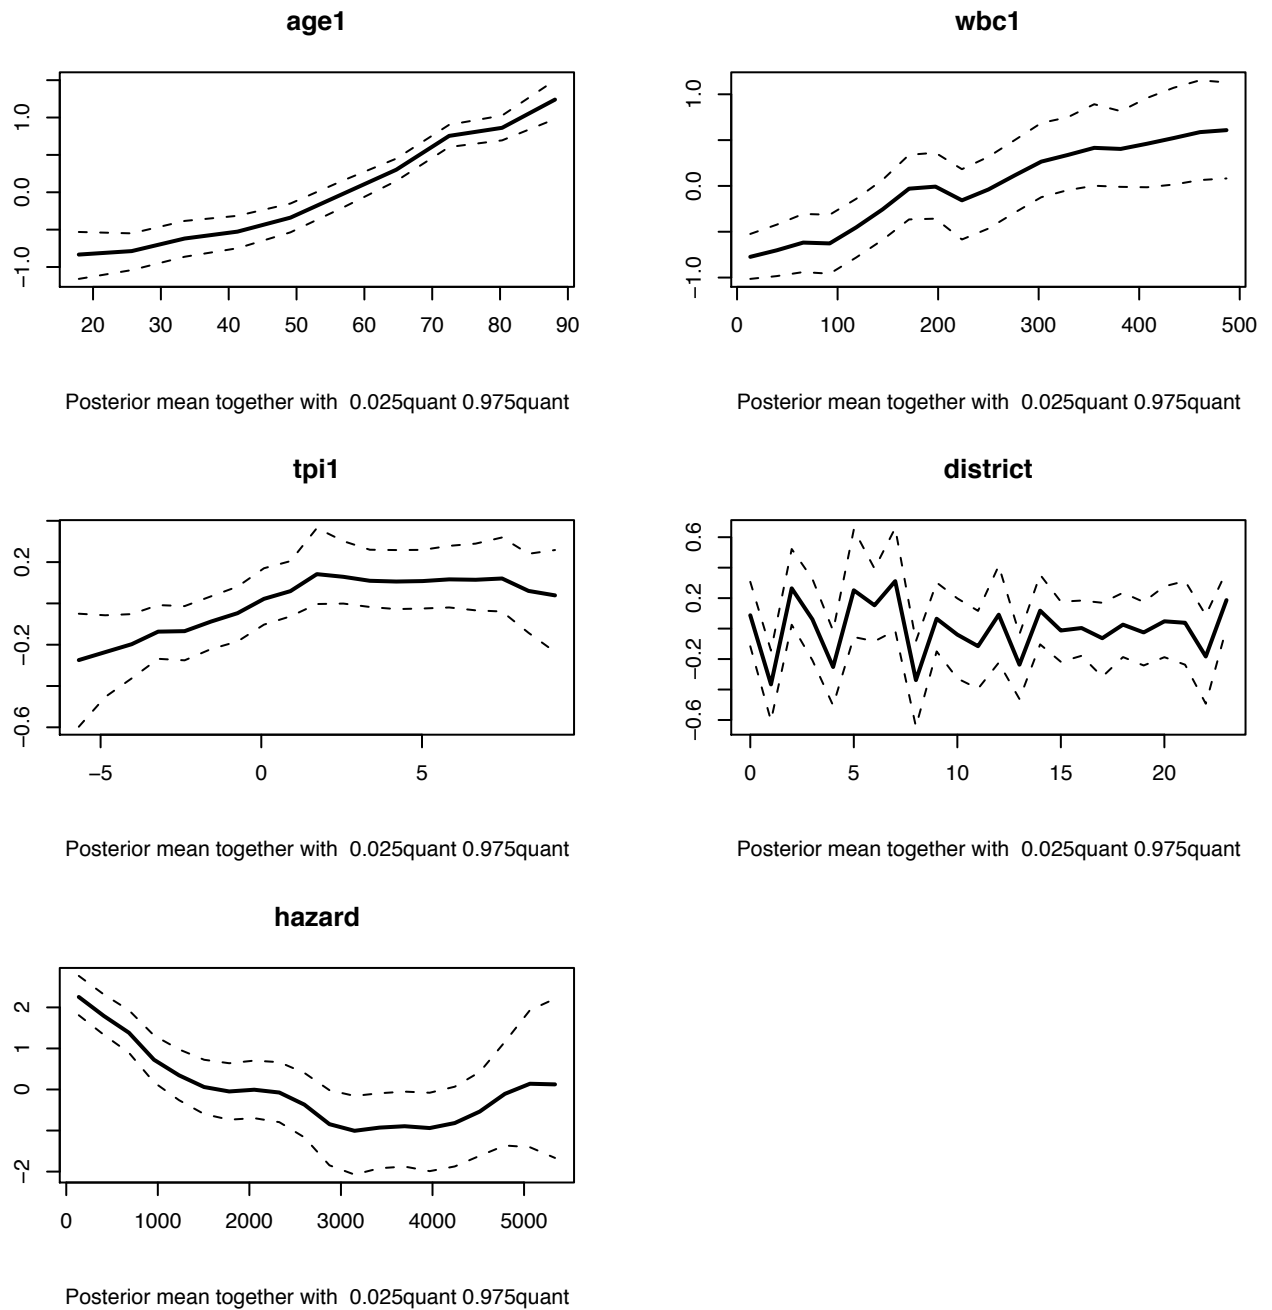 age1
1.0
0.0
−1.0
20 30 40 50 60 70 80 90
Posterior mean together with 0.025quant 0.975quant
wbc1
1.0
0.0
−1.0
0 100 200 300 400 500
Posterior mean together with 0.025quant 0.975quant
tpi1
0.2
−0.2
−0.6
−5 0 5
Posterior mean together with 0.025quant 0.975quant
district
0.6
0.2
−0.2
−0.6
0 5 10 15 20
Posterior mean together with 0.025quant 0.975quant
hazard
2
1
0
−2
0 1000 2000 3000 4000 5000
Posterior mean together with 0.025quant 0.975quant